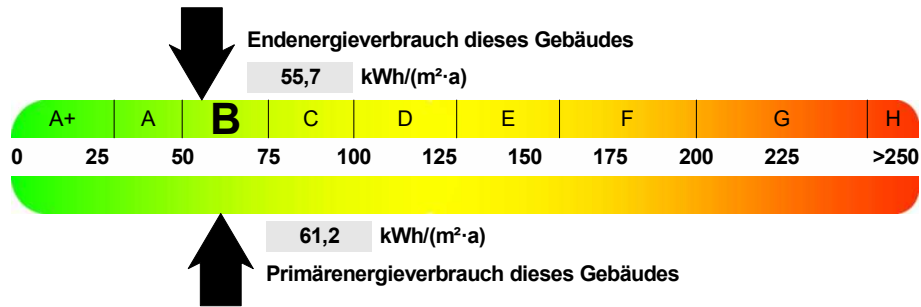 Endenergieverbrauch dieses Gebäudes
55,7 kWh/(m²·a)
A+ A B C D E F G H
0 25 50 75 100 125 150 175 200 225 >250
61,2 kWh/(m²·a)
Primärenergieverbrauch dieses Gebäudes